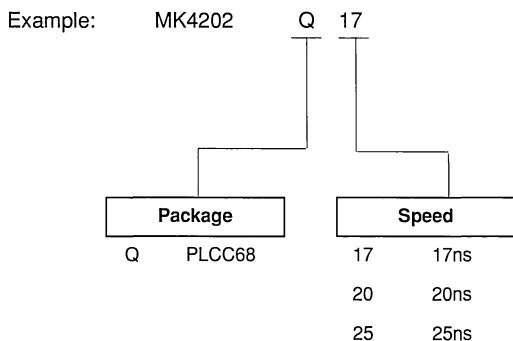 Example: MK4202 Q 17
Package Speed
Q PLCC68 17 17ns
20 20ns
25 25ns